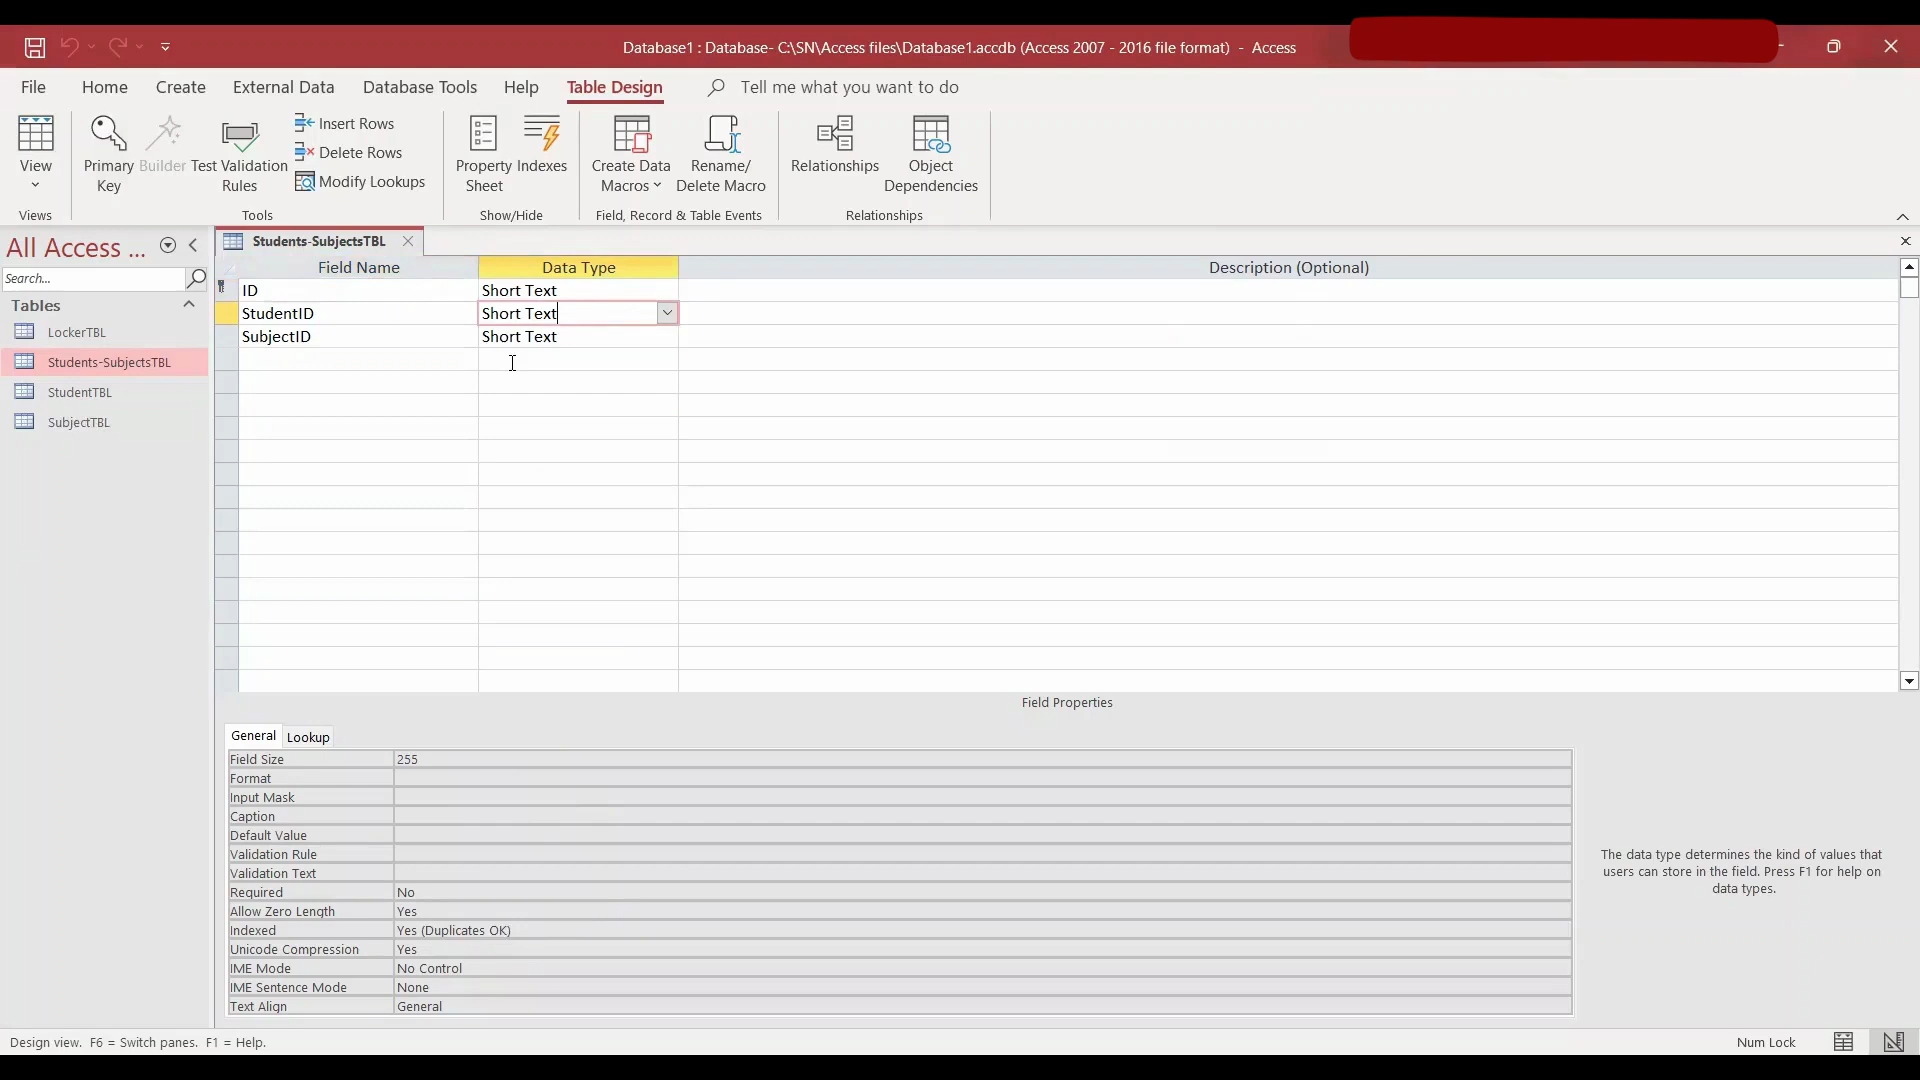 Database1 : Database- C:\SN\Access files\Database1.accdb (Access 2007 - 2016 file format) - Access
File Home Create External Data Database Tools Help Table Design Tell me what you want to do
View
Primary Key
Builder
Test Validation Rules
Insert Rows
Delete Rows
Modify Lookups
Property Sheet
Indexes
Create Data Macros
Rename/ Delete Macro
Relationships
Object Dependencies
Views Tools Show/Hide Field, Record & Table Events Relationships
All Access ...
Search...
Tables
LockerTBL
Students-SubjectsTBL
StudentTBL
SubjectTBL
Students-SubjectsTBL
Field Name Data Type Description (Optional)
ID Short Text
StudentID Short Text
SubjectID Short Text
Field Properties
General Lookup
Field Size 255
Format
Input Mask
Caption
Default Value
Validation Rule
Validation Text
Required No
Allow Zero Length Yes
Indexed Yes (Duplicates OK)
Unicode Compression Yes
IME Mode No Control
IME Sentence Mode None
Text Align General
The data type determines the kind of values that
users can store in the field. Press F1 for help on
data types.
Design view. F6 = Switch panes. F1 = Help.
Num Lock